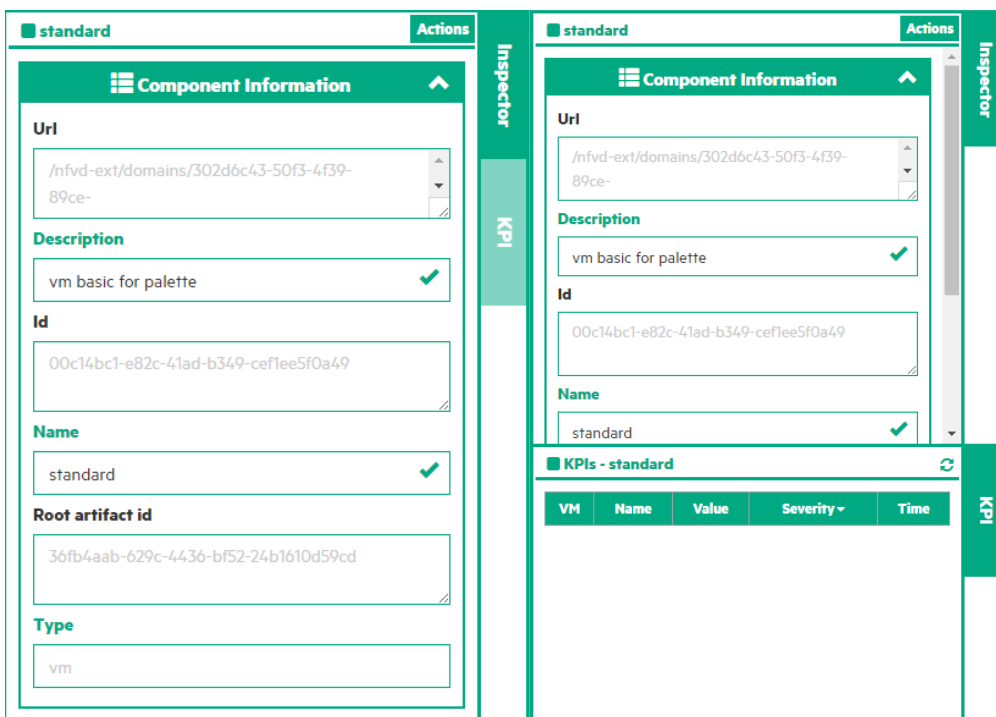 standard
Actions
Component Information
Url
/nfvd-ext/domains/302d6c43-50f3-4f39-
89ce-
Description
vm basic for palette
Id
00c14bc1-e82c-41ad-b349-cef1ee5f0a49
Name
standard
Root artifact id
36fb4aab-629c-4436-bf52-24b1610d59cd
Type
vm
Inspector
KPI
standard
Actions
Component Information
Url
/nfvd-ext/domains/302d6c43-50f3-4f39-
89ce-
Description
vm basic for palette
Id
00c14bc1-e82c-41ad-b349-cef1ee5f0a49
Name
standard
Inspector
KPIs - standard
VM Name Value Severity Time
KPI